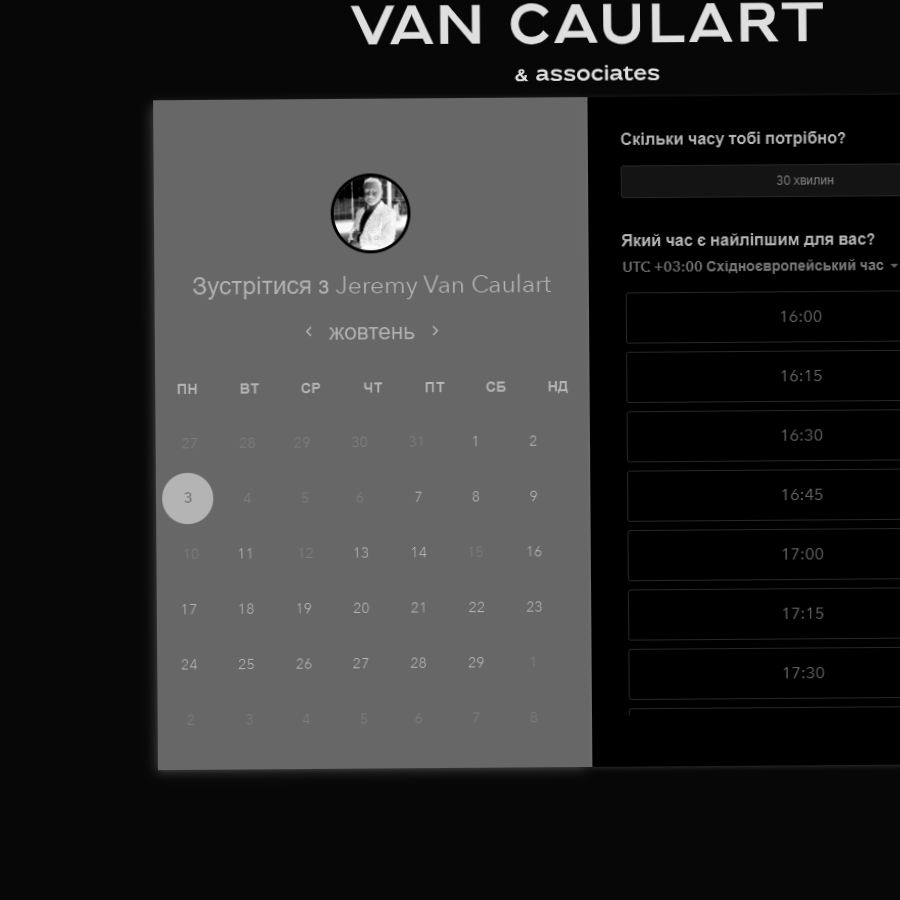 VAN CAULART
& associates
Зустрітися з Jeremy Van Caulart
‹ жовтень ›
ПН ВТ СР ЧТ ПТ СБ НД
27 28 29 30 31 1 2
3 4 5 6 7 8 9
10 11 12 13 14 15 16
17 18 19 20 21 22 23
24 25 26 27 28 29 1
2 3 4 5 6 7 8
Скільки часу тобі потрібно?
30 хвилин
Який час є найліпшим для вас?
UTC +03:00 Східноєвропейський час
16:00
16:15
16:30
16:45
17:00
17:15
17:30